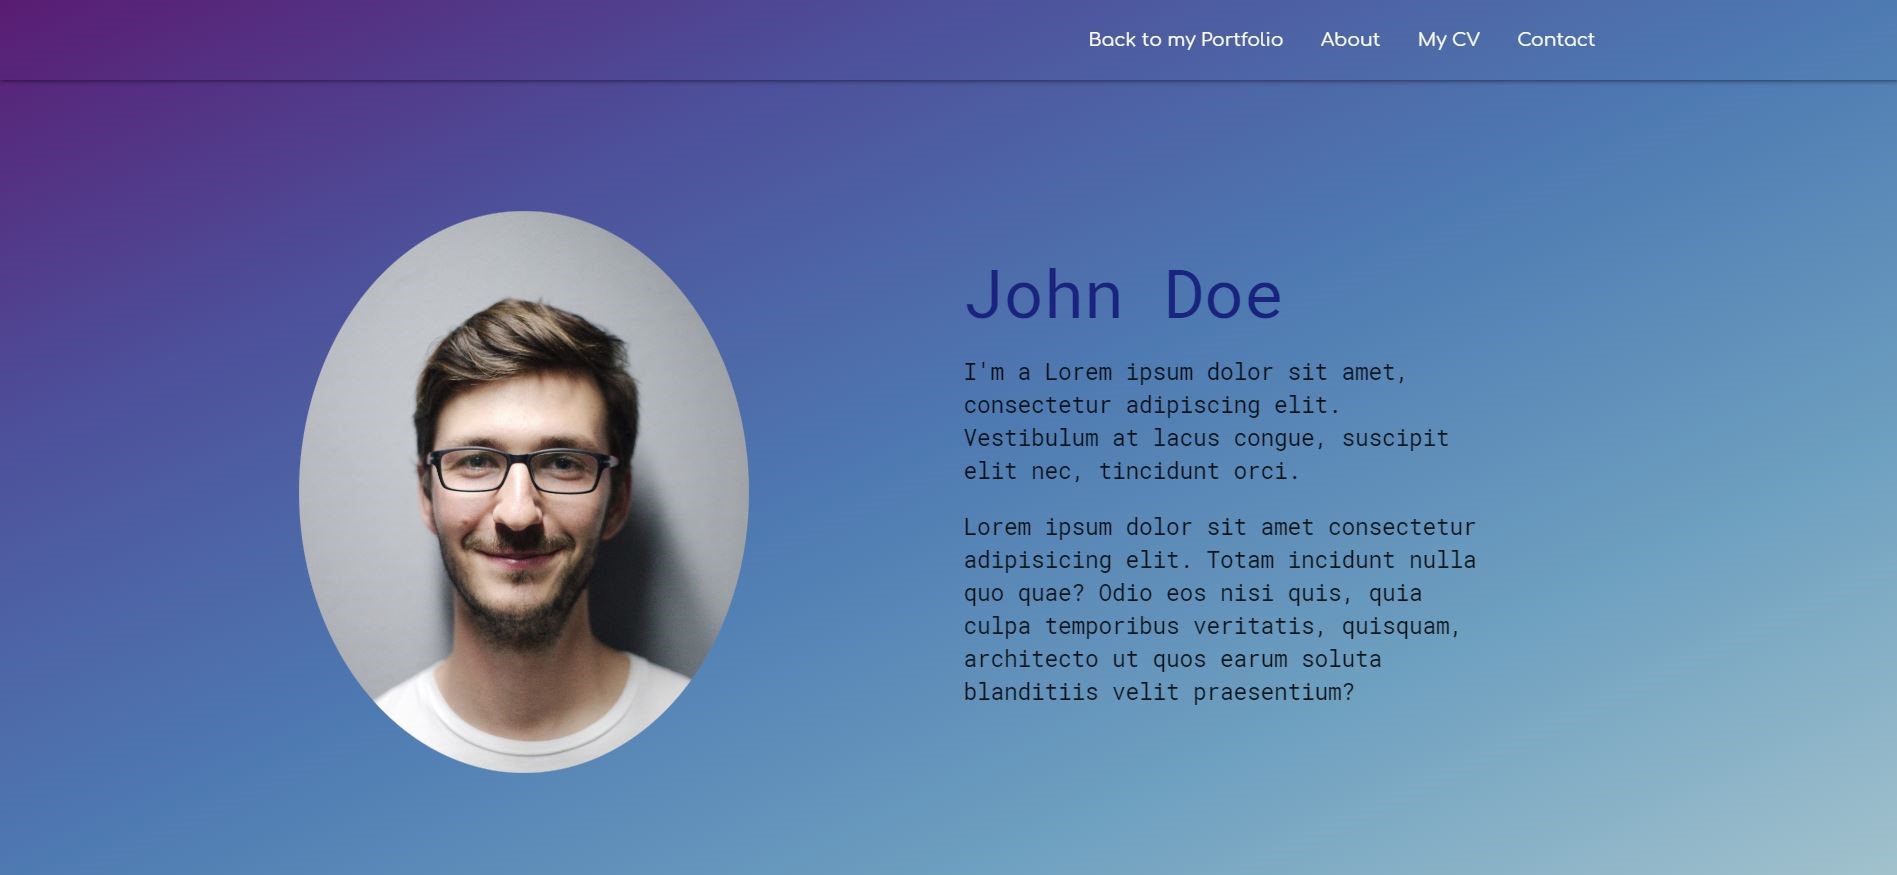 Back to my Portfolio About My CV Contact
John Doe
I'm a Lorem ipsum dolor sit amet,
consectetur adipiscing elit.
Vestibulum at lacus congue, suscipit
elit nec, tincidunt orci.
Lorem ipsum dolor sit amet consectetur
adipisicing elit. Totam incidunt nulla
quo quae? Odio eos nisi quis, quia
culpa temporibus veritatis, quisquam,
architecto ut quos earum soluta
blanditiis velit praesentium?